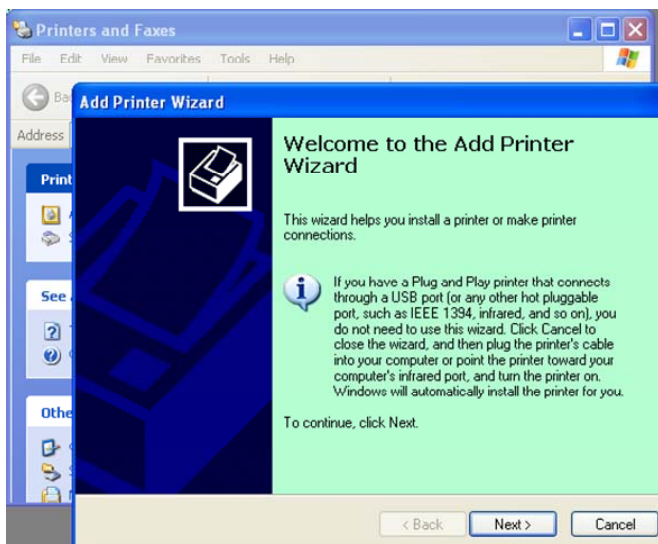 Printers and Faxes
File Edit View Favorites Tools Help
Add Printer Wizard
Address
Welcome to the Add Printer
Wizard
Print
This wizard helps you install a printer or make printer
connections.
If you have a Plug and Play printer that connects
through a USB port (or any other hot pluggable
port, such as IEEE 1394, infrared, and so on), you
do not need to use this wizard. Click Cancel to
close the wizard, and then plug the printer's cable
into your computer or point the printer toward your
computer's infrared port, and turn the printer on.
Windows will automatically install the printer for you.
See
Othe
To continue, click Next.
< Back Next > Cancel